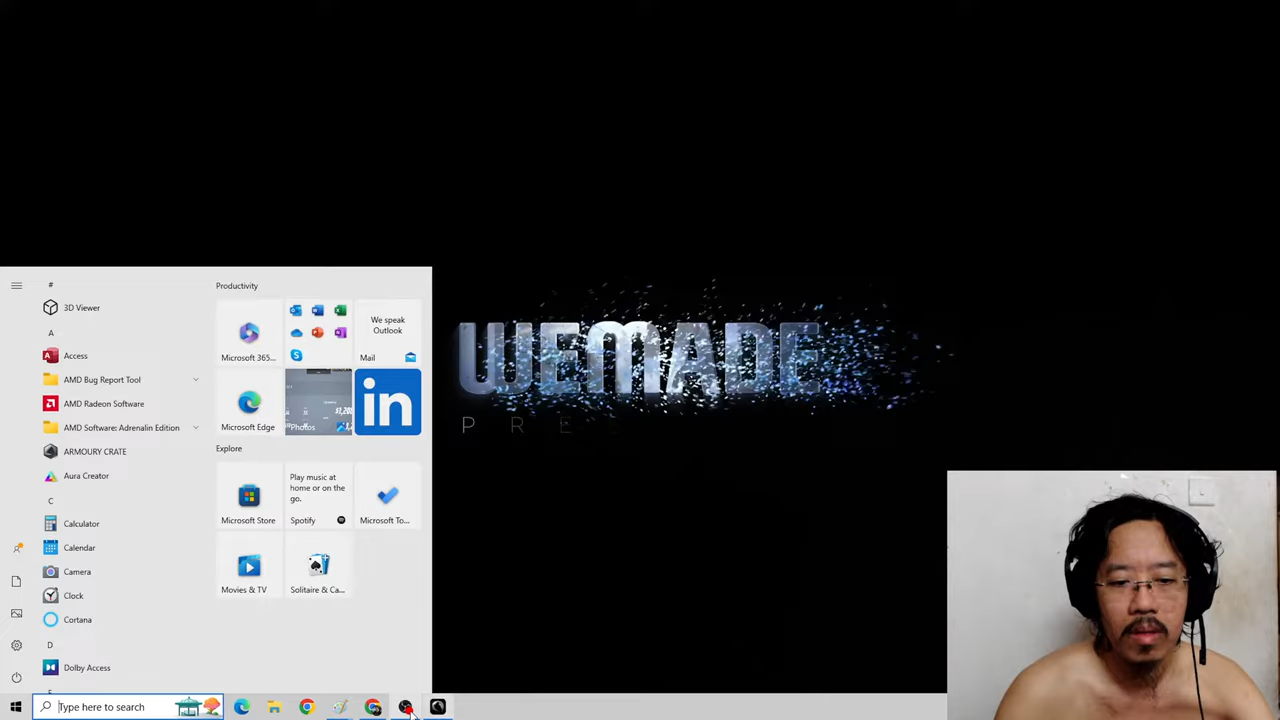 WEMADE
P R E
#
3D Viewer
A
Access
AMD Bug Report Tool
AMD Radeon Software
AMD Software: Adrenalin Edition
ARMOURY CRATE
Aura Creator
C
Calculator
Calendar
Camera
Clock
Cortana
D
Dolby Access
Productivity
Microsoft 365...
We speak
Outlook
Mail
Microsoft Edge
$1,200
Photos
in
Explore
Microsoft Store
Play music at
home or on the
go.
Spotify
Microsoft To...
Movies & TV
Solitaire & Ca...
Type here to search